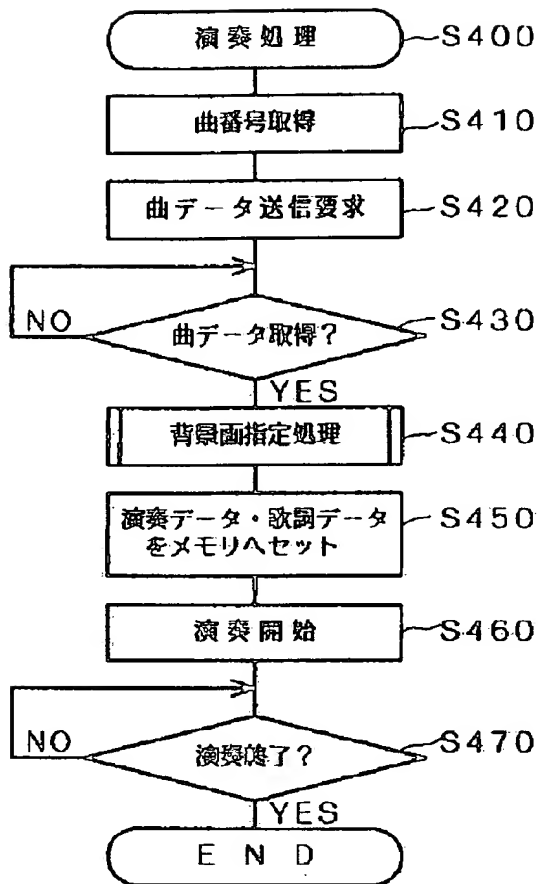 演奏処理 S400
曲番号取得 S410
曲データ送信要求 S420
曲データ取得? S430
NO
YES
背景面指定処理 S440
演奏データ・歌詞データ S450
をメモリへセット
演奏開始 S460
演奏終了? S470
NO
YES
END